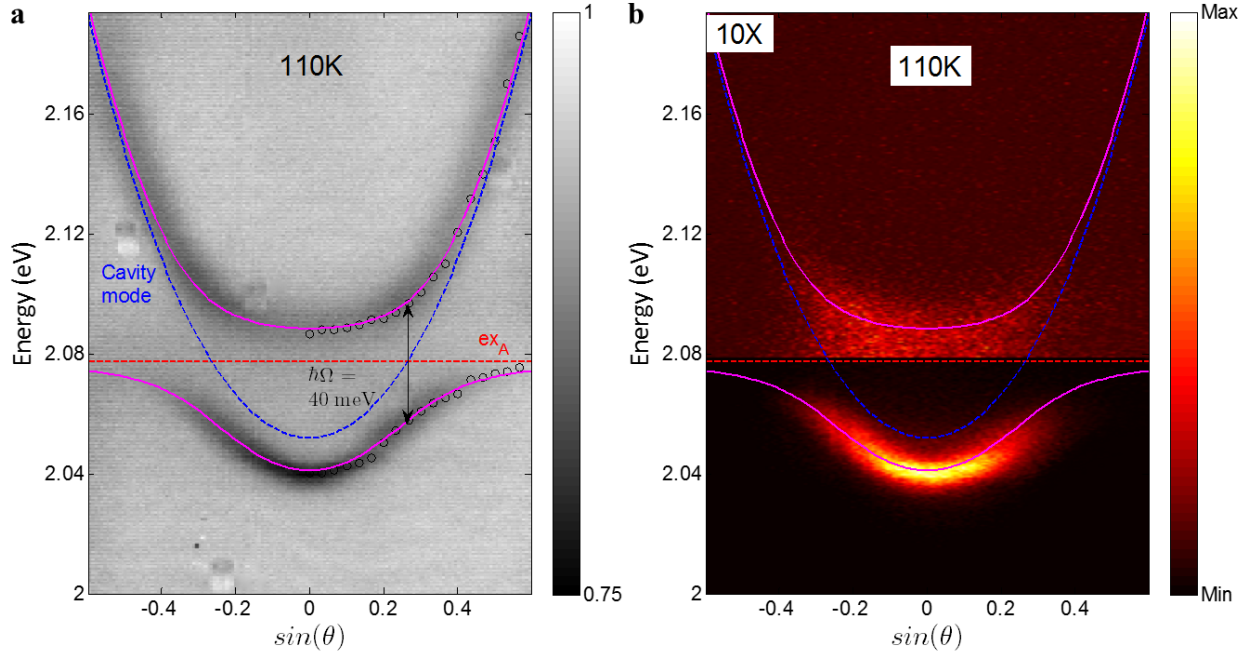 a
110K
2.16
2.12
2.08
2.04
2
Energy (eV)
Cavity
mode
ex_A
ℏΩ =
40 meV
-0.4
-0.2
0
0.2
0.4
sin(θ)
1
0.75
b
10X
110K
2.16
2.12
2.08
2.04
2
Energy (eV)
-0.4
-0.2
0
0.2
0.4
sin(θ)
Max
Min